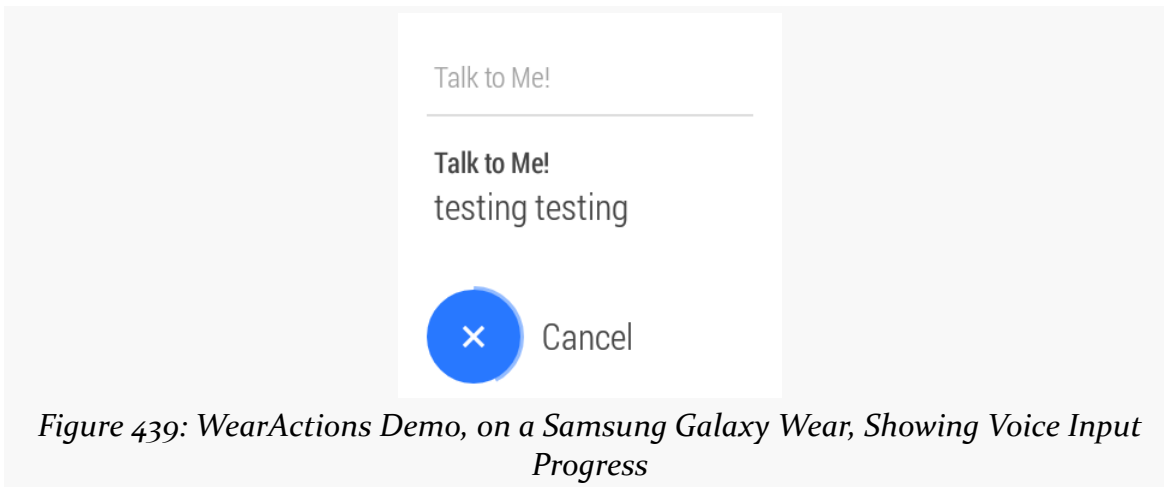 Talk to Me!
Talk to Me!
testing testing
Cancel
Figure 439: WearActions Demo, on a Samsung Galaxy Wear, Showing Voice Input
Progress